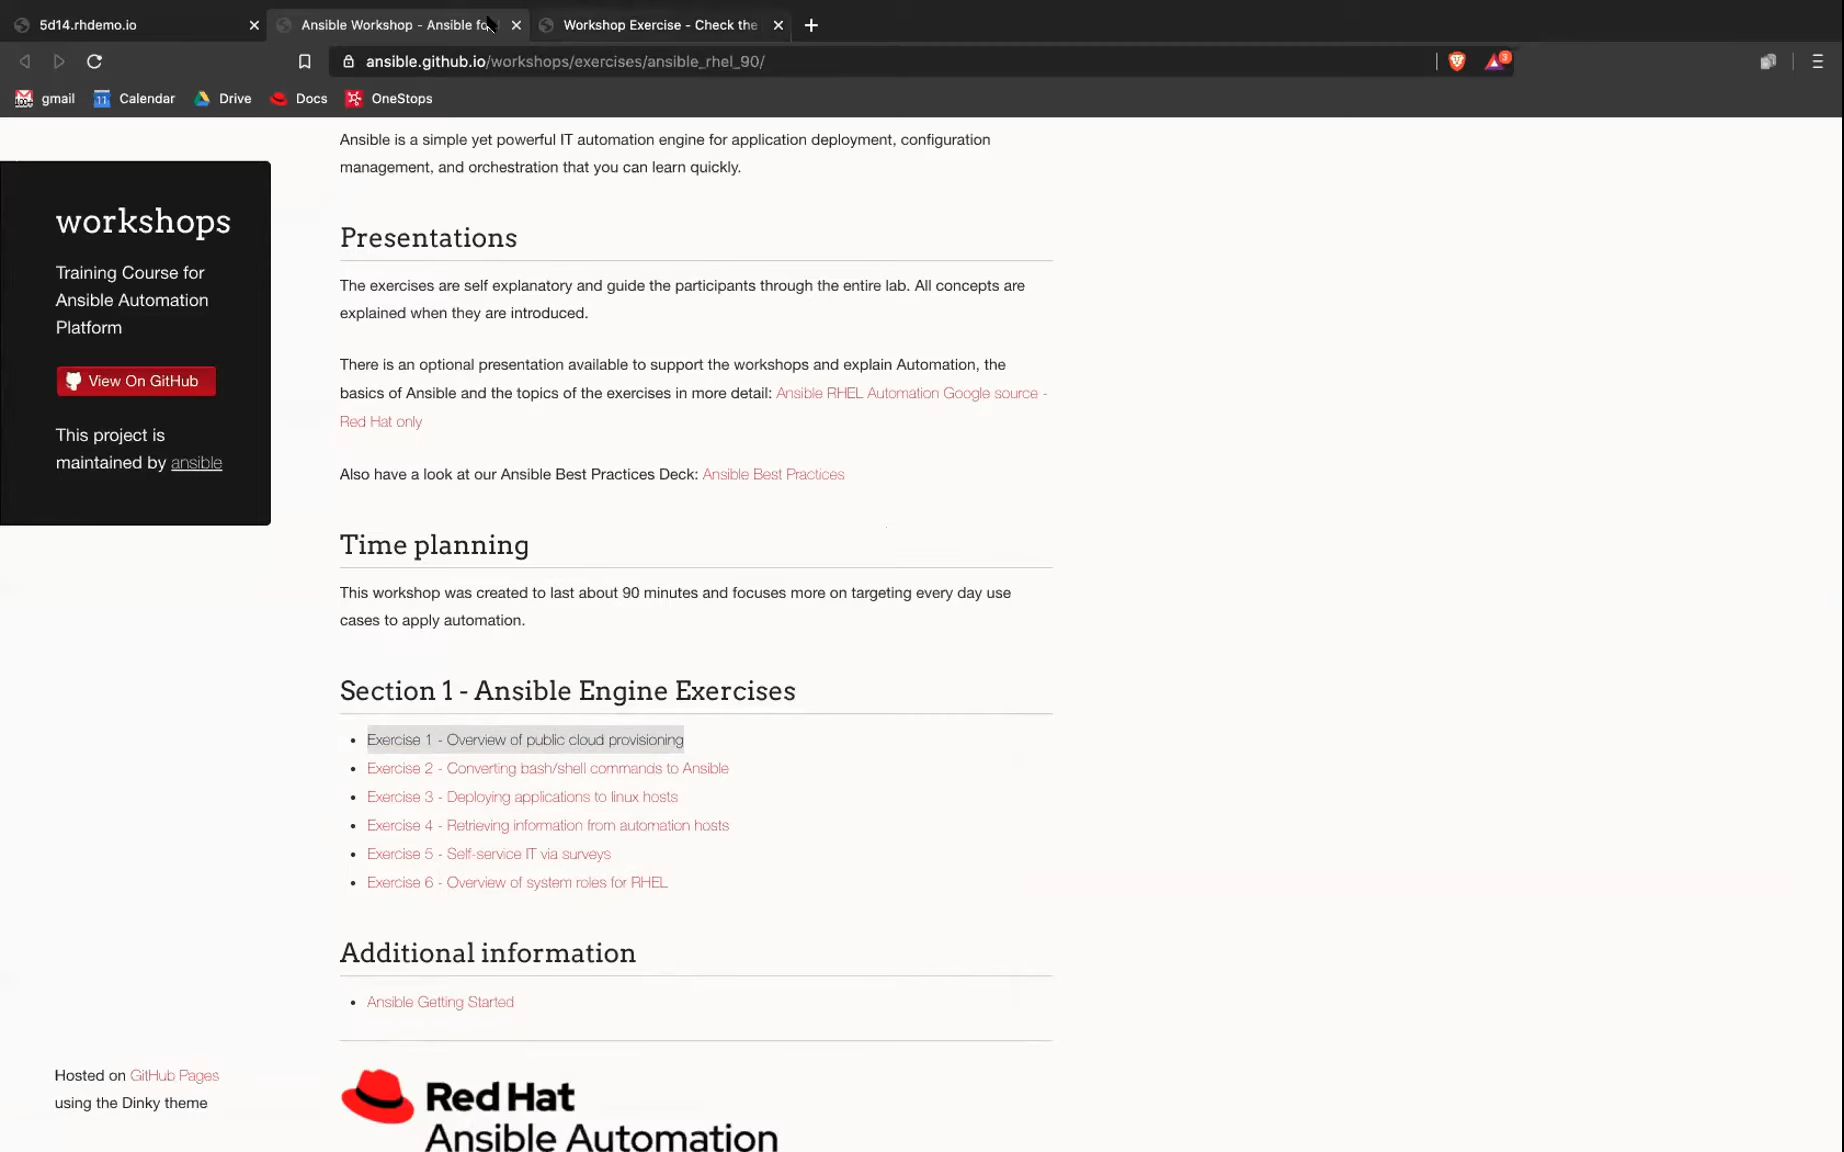 5d14.rhdemo.io
Ansible Workshop - Ansible fo
Workshop Exercise - Check the
ansible.github.io/workshops/exercises/ansible_rhel_90/
3
gmail
11 Calendar
Drive
Docs
OneStops
workshops
Training Course for
Ansible Automation
Platform
View On GitHub
This project is
maintained by ansible
Ansible is a simple yet powerful IT automation engine for application deployment, configuration
management, and orchestration that you can learn quickly.
Presentations
The exercises are self explanatory and guide the participants through the entire lab. All concepts are
explained when they are introduced.
There is an optional presentation available to support the workshops and explain Automation, the
basics of Ansible and the topics of the exercises in more detail: Ansible RHEL Automation Google source -
Red Hat only
Also have a look at our Ansible Best Practices Deck: Ansible Best Practices
Time planning
This workshop was created to last about 90 minutes and focuses more on targeting every day use
cases to apply automation.
Section 1 - Ansible Engine Exercises
• Exercise 1 - Overview of public cloud provisioning
• Exercise 2 - Converting bash/shell commands to Ansible
• Exercise 3 - Deploying applications to linux hosts
• Exercise 4 - Retrieving information from automation hosts
• Exercise 5 - Self-service IT via surveys
• Exercise 6 - Overview of system roles for RHEL
Additional information
• Ansible Getting Started
Hosted on GitHub Pages
using the Dinky theme
Red Hat
Ansible Automation